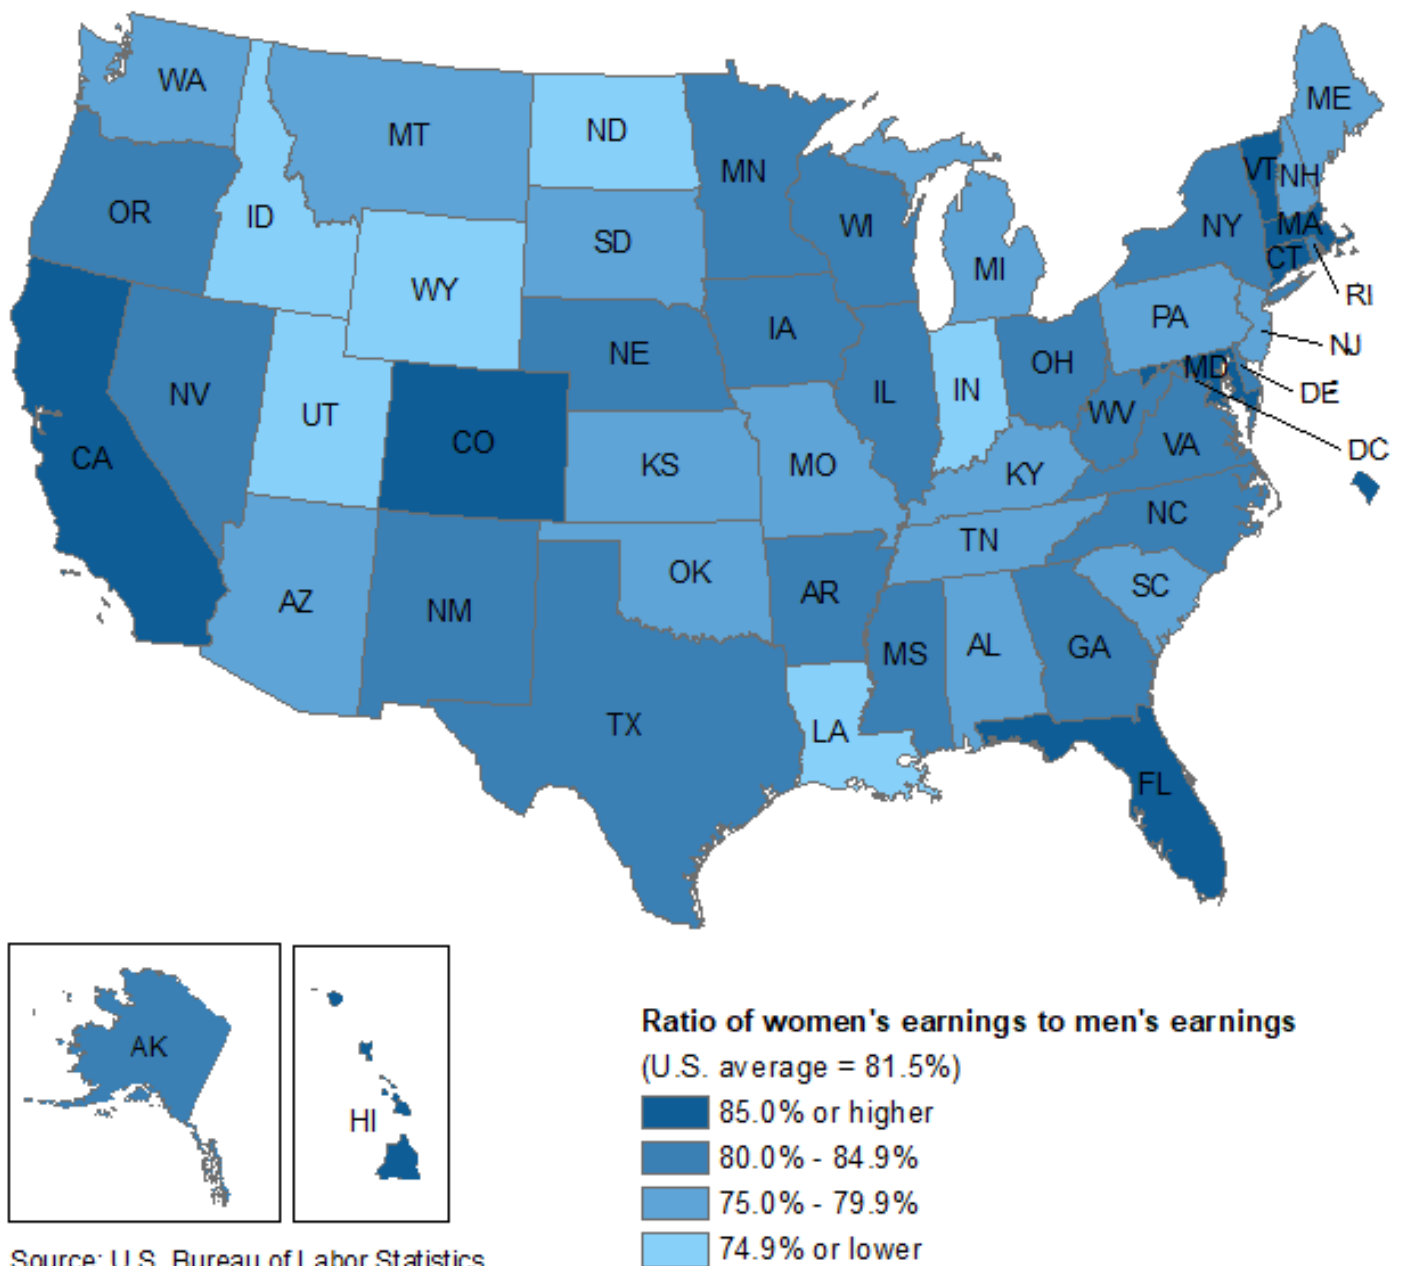 WA
MT
ND
MN
ME
OR
ID
SD
WI
VT
NH
NY
MA
MI
CT
WY
RI
IA
PA
NJ
NE
NV
UT
IL
IN
OH
MD
DE
CO
WV
DC
CA
KS
MO
KY
VA
NC
TN
AZ
OK
SC
NM
AR
MS
AL
GA
TX
LA
FL
AK
HI
Ratio of women's earnings to men's earnings
(U.S. average = 81.5%)
85.0% or higher
80.0% - 84.9%
75.0% - 79.9%
74.9% or lower
Source: U.S. Bureau of Labor Statistics